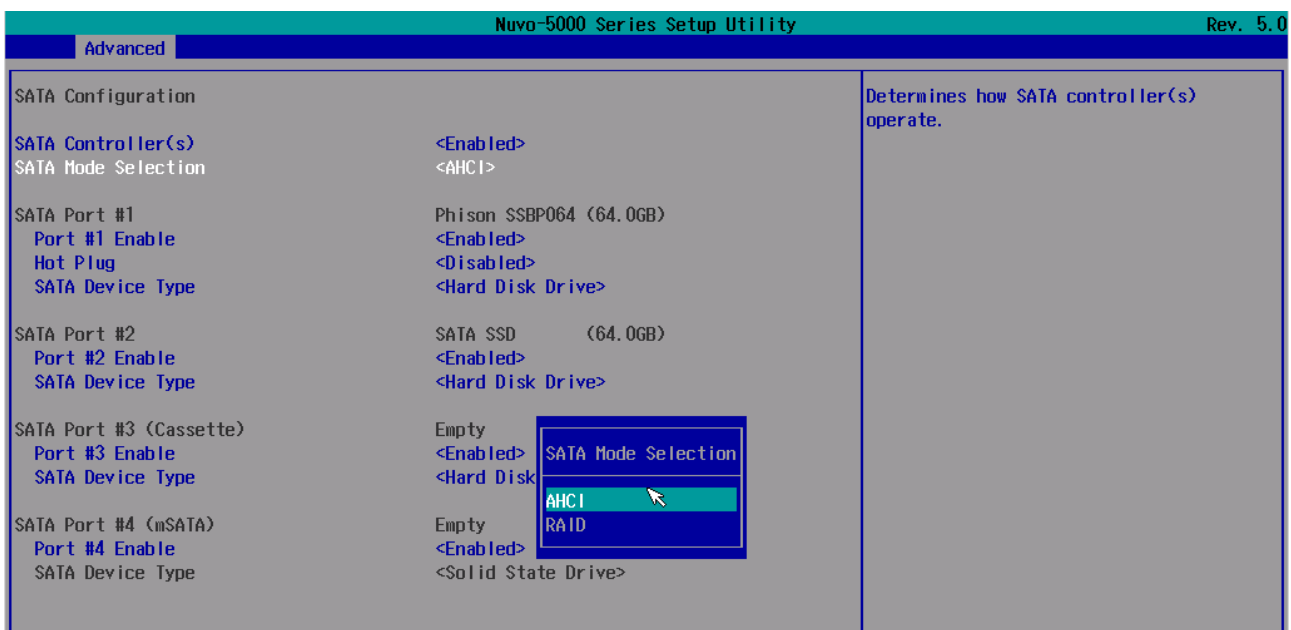 Nuvo-5000 Series Setup Utility Rev. 5.0
Advanced
SATA Configuration
Determines how SATA controller(s)
operate.
SATA Controller(s) <Enabled>
SATA Mode Selection <AHCI>
SATA Port #1 Phison SSBP064 (64.0GB)
Port #1 Enable <Enabled>
Hot Plug <Disabled>
SATA Device Type <Hard Disk Drive>
SATA Port #2 SATA SSD (64.0GB)
Port #2 Enable <Enabled>
SATA Device Type <Hard Disk Drive>
SATA Port #3 (Cassette) Empty
Port #3 Enable <Enabled>
SATA Device Type <Hard Disk
SATA Port #4 (mSATA) Empty
Port #4 Enable <Enabled>
SATA Device Type <Solid State Drive>
SATA Mode Selection
AHCI
RAID